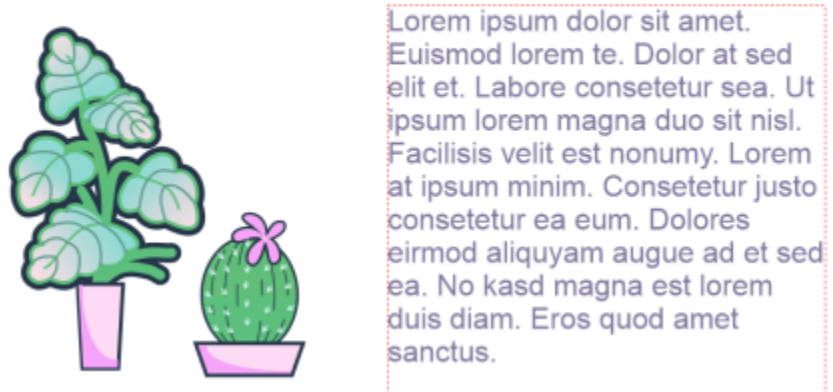 Lorem ipsum dolor sit amet.
Euismod lorem te. Dolor at sed
elit et. Labore consetetur sea. Ut
ipsum lorem magna duo sit nisl.
Facilisis velit est nonumy. Lorem
at ipsum minim. Consetetur justo
consetetur ea eum. Dolores
eirmod aliquyam augue ad et sed
ea. No kasd magna est lorem
duis diam. Eros quod amet
sanctus.